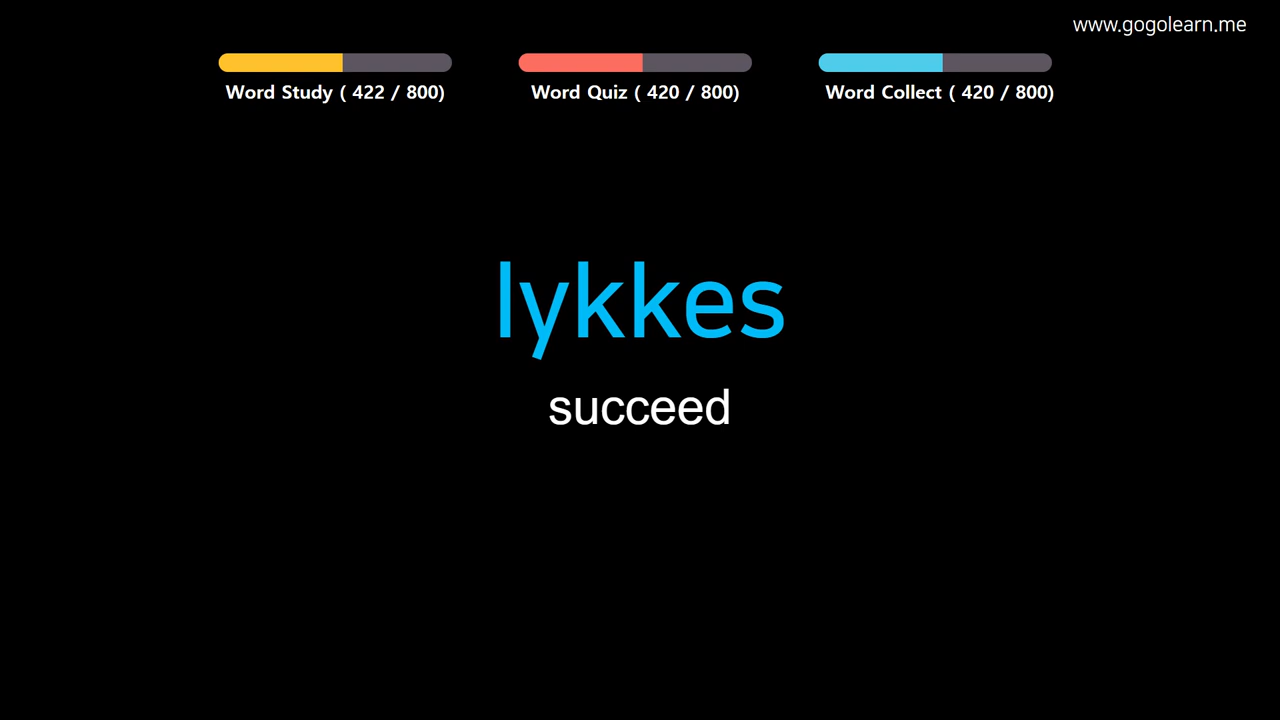 www.gogolearn.me
Word Study ( 422 / 800)
Word Quiz ( 420 / 800)
Word Collect ( 420 / 800)
lykkes
succeed